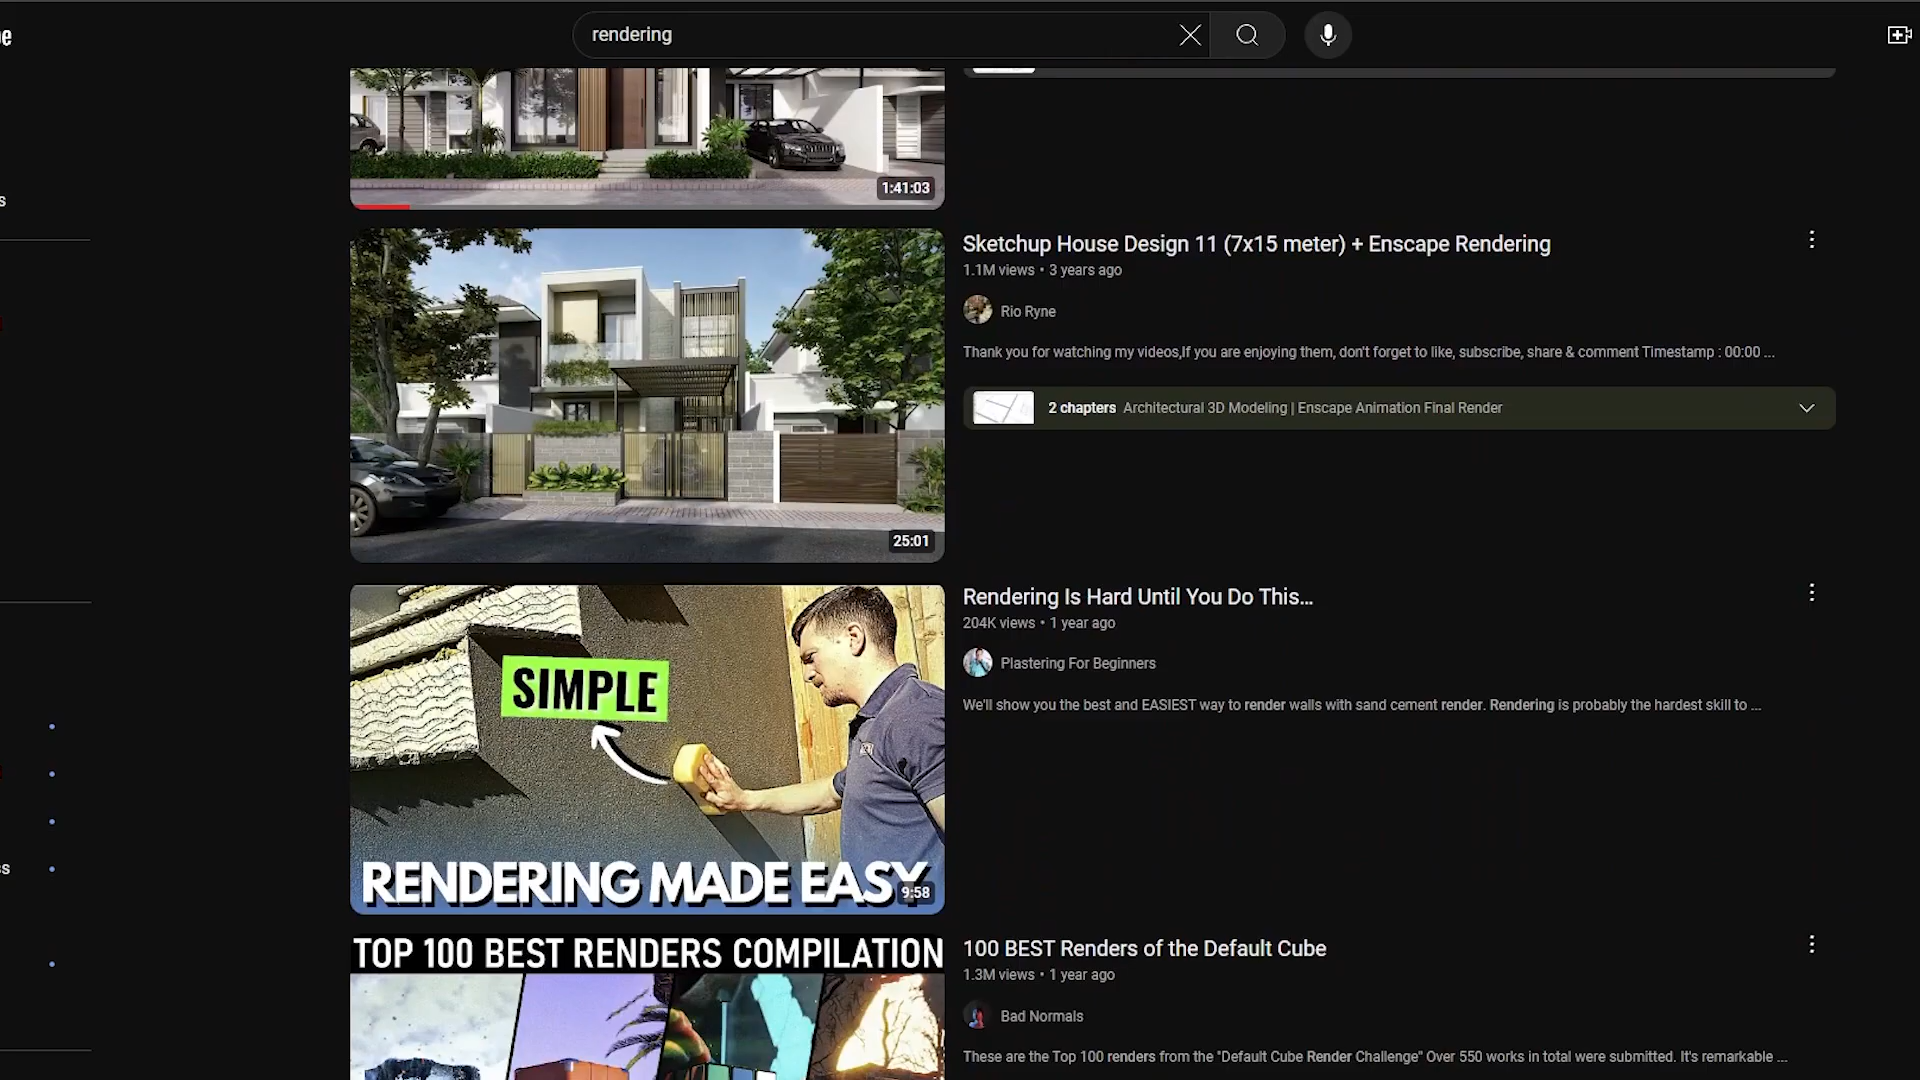 rendering
1:41:03
Sketchup House Design 11 (7x15 meter) + Enscape Rendering
1.1M views • 3 years ago
Rio Ryne
Thank you for watching my videos,If you are enjoying them, don't forget to like, subscribe, share & comment Timestamp : 00:00 ...
2 chapters Architectural 3D Modeling | Enscape Animation Final Render
25:01
Rendering Is Hard Until You Do This...
204K views • 1 year ago
Plastering For Beginners
We'll show you the best and EASIEST way to render walls with sand cement render. Rendering is probably the hardest skill to ...
SIMPLE
RENDERING MADE EASY
9:58
TOP 100 BEST RENDERS COMPILATION
100 BEST Renders of the Default Cube
1.3M views • 1 year ago
Bad Normals
These are the Top 100 renders from the "Default Cube Render Challenge" Over 550 works in total were submitted. It's remarkable ...